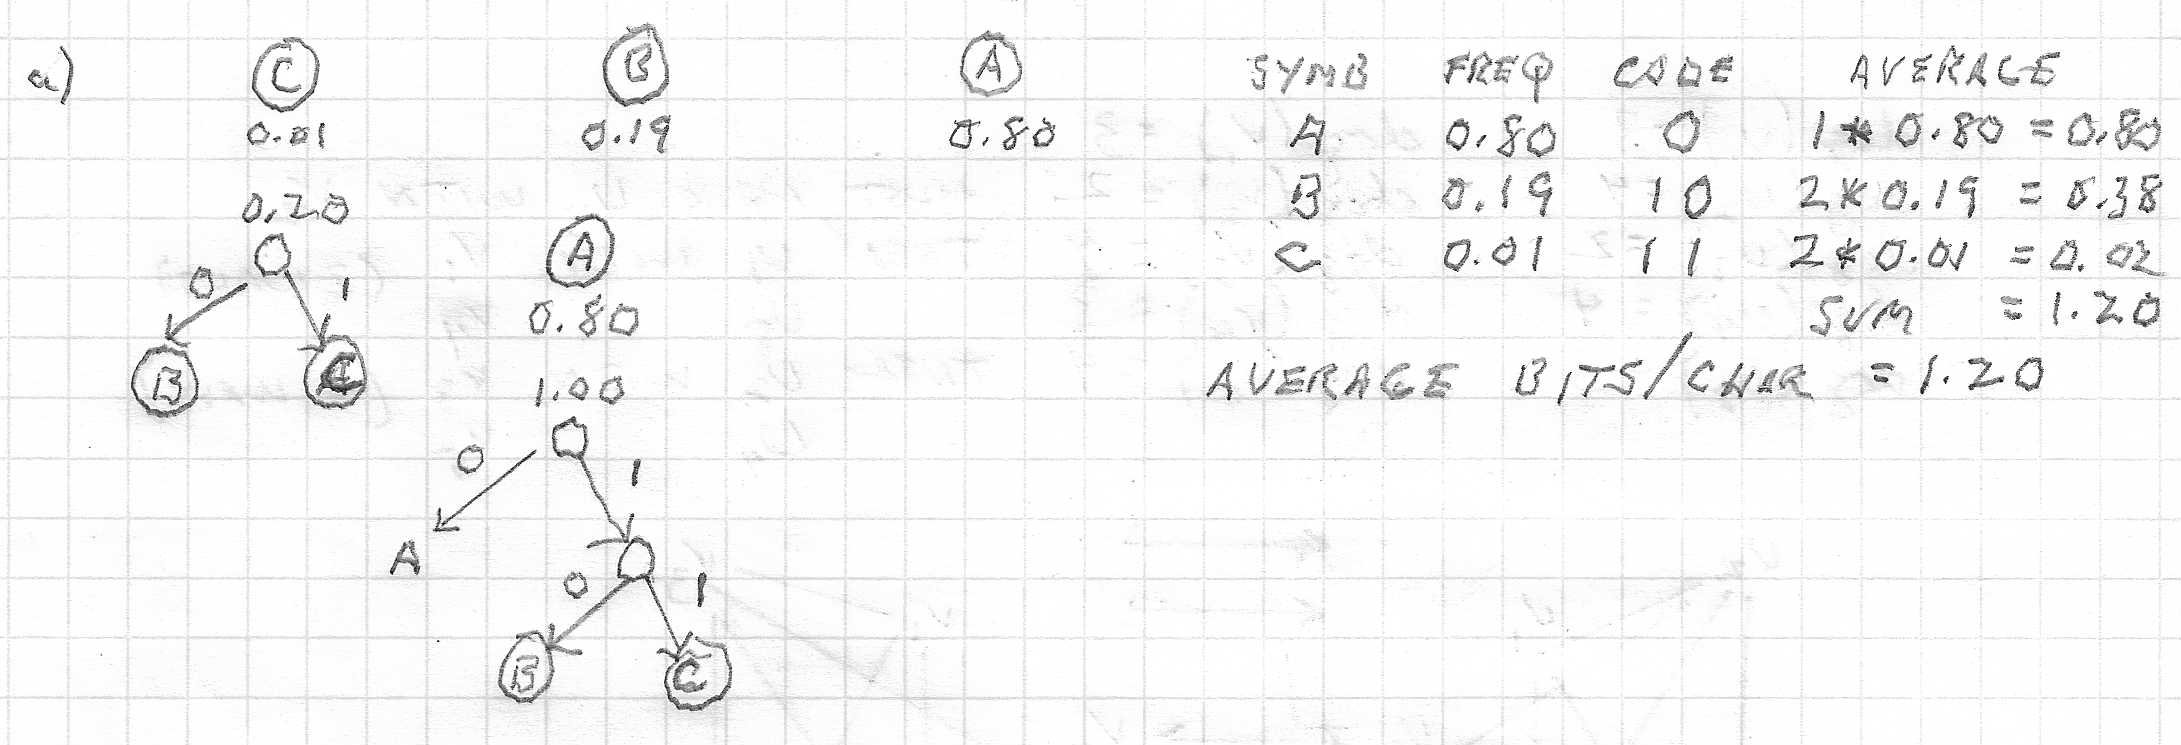 a) C B A SYMB FREQ CODE AVERAGE
0.01 0.19 0.80 A 0.80 0 1 * 0.80 = 0.80
0.20 B 0.19 10 2 * 0.19 = 0.38
A C 0.01 11 2 * 0.01 = 0.02
0 1
0.80 SUM = 1.20
B C
1.00 AVERAGE BITS/CHAR = 1.20
0 1
A
0 1
B C